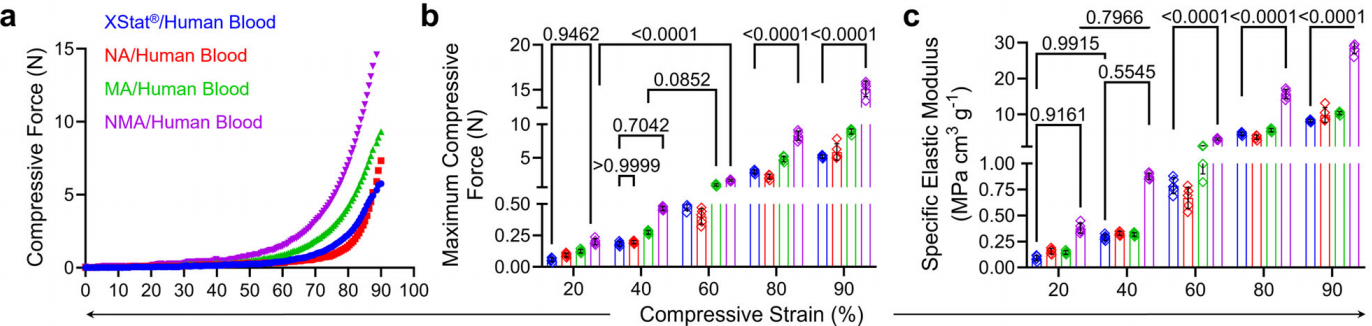 a
XStat®/Human Blood
NA/Human Blood
MA/Human Blood
NMA/Human Blood
Compressive Force (N)
15
10
5
0
0 10 20 30 40 50 60 70 80 90 100
b
Maximum Compressive
Force (N)
20
15
10
5
0.50
0.25
0.00
0.9462
<0.0001
<0.0001
<0.0001
0.0852
0.7042
>0.9999
20 40 60 80 90
c
Specific Elastic Modulus
(MPa cm³ g⁻¹)
30
20
10
1.00
0.75
0.50
0.25
0.00
0.7966
<0.0001
<0.0001
<0.0001
0.9915
0.5545
0.9161
20 40 60 80 90
Compressive Strain (%)